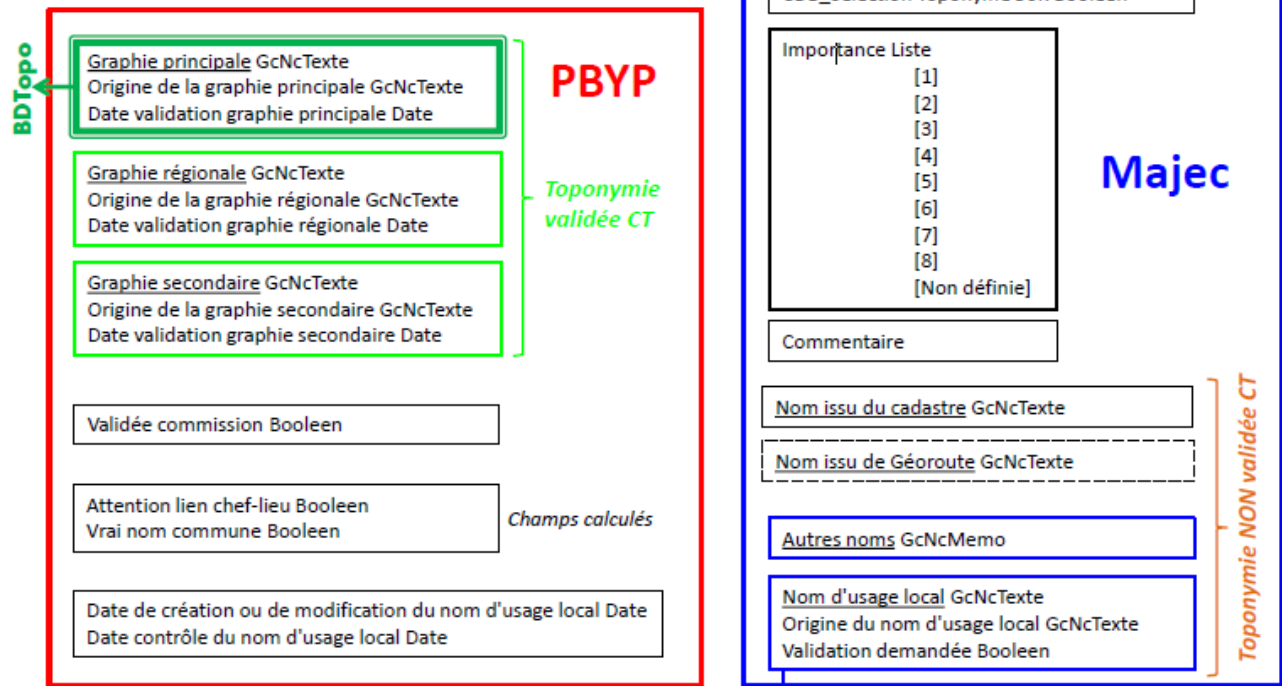 BDTopo
Graphie principale GcNcTexte
Origine de la graphie principale GcNcTexte
Date validation graphie principale Date
PBYP
Graphie régionale GcNcTexte
Origine de la graphie régionale GcNcTexte
Date validation graphie régionale Date
Toponymie
validée CT
Graphie secondaire GcNcTexte
Origine de la graphie secondaire GcNcTexte
Date validation graphie secondaire Date
Validée commission Booleen
Attention lien chef-lieu Booleen
Vrai nom commune Booleen
Champs calculés
Date de création ou de modification du nom d'usage local Date
Date contrôle du nom d'usage local Date
Importance Liste
[1]
[2]
[3]
[4]
[5]
[6]
[7]
[8]
[Non définie]
Majec
Commentaire
Nom issu du cadastre GcNcTexte
Nom issu de Géoroute GcNcTexte
Autres noms GcNcMemo
Nom d'usage local GcNcTexte
Origine du nom d'usage local GcNcTexte
Validation demandée Booleen
Toponymie NON validée CT